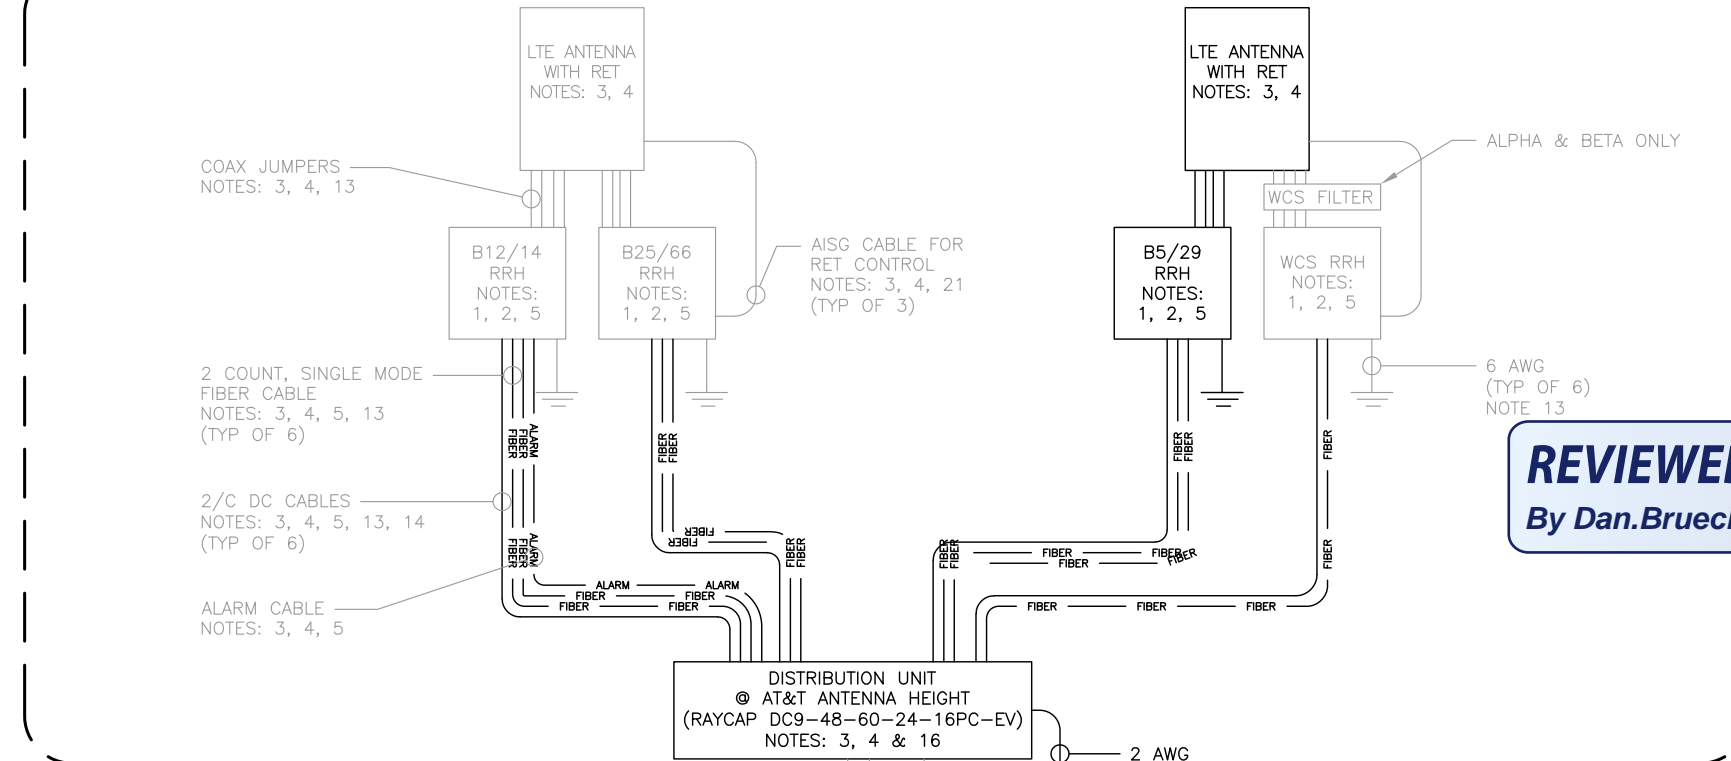 LTE ANTENNA
WITH RET
NOTES: 3, 4
LTE ANTENNA
WITH RET
NOTES: 3, 4
ALPHA & BETA ONLY
COAX JUMPERS
NOTES: 3, 4, 13
WCS FILTER
B12/14
RRH
NOTES:
1, 2, 5
B25/66
RRH
NOTES:
1, 2, 5
AISG CABLE FOR
RET CONTROL
NOTES: 3, 4, 21
(TYP OF 3)
B5/29
RRH
NOTES:
1, 2, 5
WCS RRH
NOTES:
1, 2, 5
2 COUNT, SINGLE MODE
FIBER CABLE
NOTES: 3, 4, 5, 13
(TYP OF 6)
6 AWG
(TYP OF 6)
NOTE 13
FIBER
FIBER
ALARM
FIBER
FIBER
FIBER
FIBER
FIBER
REVIEWE
By Dan.Bruec
2/C DC CABLES
NOTES: 3, 4, 5, 13, 14
(TYP OF 6)
FIBER
FIBER
ALARM
FIBER
FIBER
FIBER
FIBER
FIBER
FIBER
FIBER
FIBER
FIBER
FIBER
FIBER
ALARM
ALARM
FIBER
FIBER
FIBER
FIBER
FIBER
FIBER
FIBER
ALARM CABLE
NOTES: 3, 4, 5
DISTRIBUTION UNIT
@ AT&T ANTENNA HEIGHT
(RAYCAP DC9-48-60-24-16PC-EV)
NOTES: 3, 4 & 16
2 AWG